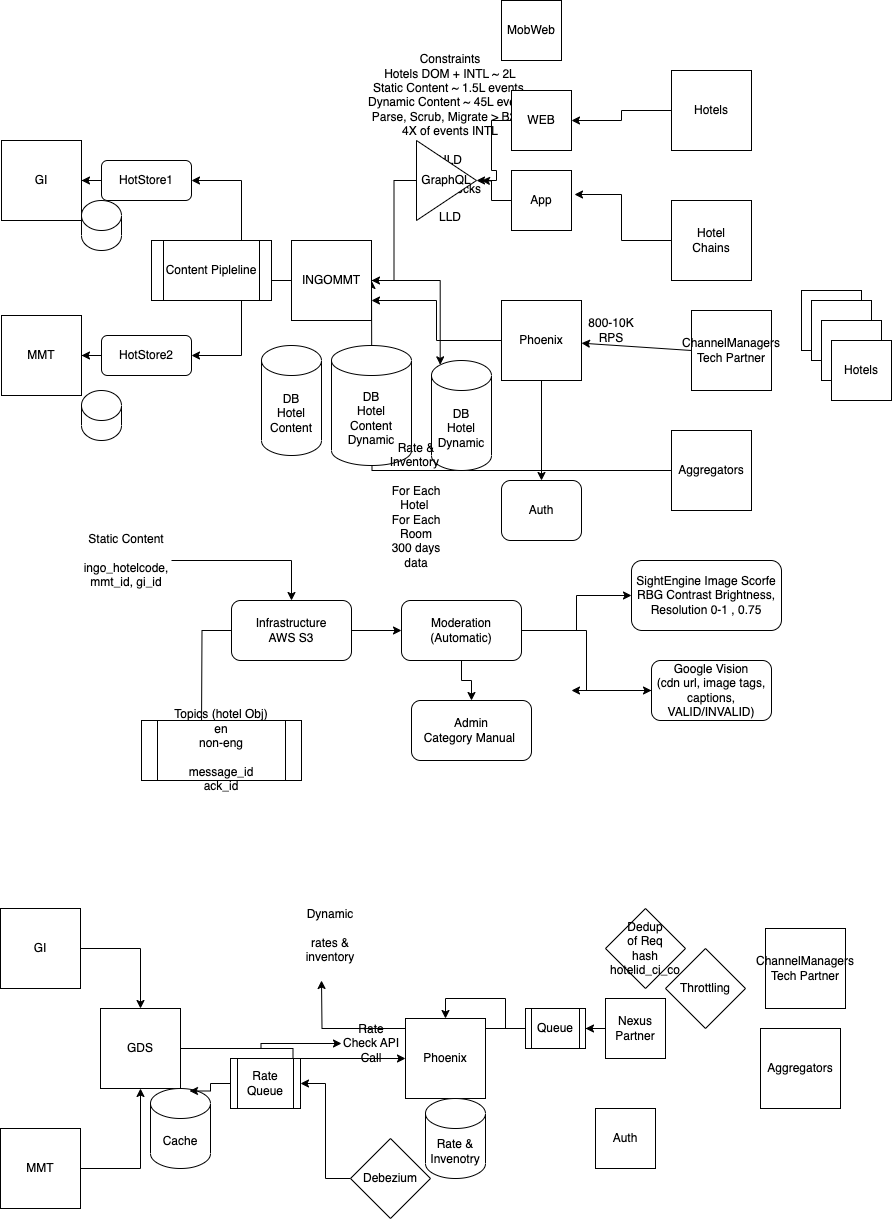 MobWeb
Constraints
Hotels DOM + INTL ~ 2L
Static Content ~ 1.5L events
Dynamic Content ~ 45L
Parse, Scrub, Migrate >
4X of events INTL
WEB
Hotels
GI
HotStore1
GraphQL
LLD
App
Hotel
Chains
Content Pipleline
INGOMMT
MMT
HotStore2
Phoenix
800-10K
RPS
ChannelManagers
Tech Partner
Hotels
DB
Hotel
Content
DB
Hotel
Content
Dynamic
DB
Hotel
Dynamic
Rate &
Inventory
For Each
Hotel
For Each
Room
300 days
data
Aggregators
Auth
Static Content
ingo_hotelcode,
mmt_id, gi_id
Infrastructure
AWS S3
Moderation
(Automatic)
SightEngine Image Scorfe
RBG Contrast Brightness,
Resolution 0-1 , 0.75
Google Vision
(cdn url, image tags,
captions,
VALID/INVALID)
Admin
Category Manual
Topics (hotel Obj)
en
non-eng
message_id
ack_id
GI
Dynamic
rates &
inventory
Dedup
of Req
hash
hotelid_ci_co
Throttling
ChannelManagers
Tech Partner
GDS
Rate
Check API
Call
Phoenix
Queue
Nexus
Partner
Rate
Queue
Aggregators
Cache
Rate &
Invenotry
Auth
MMT
Debezium